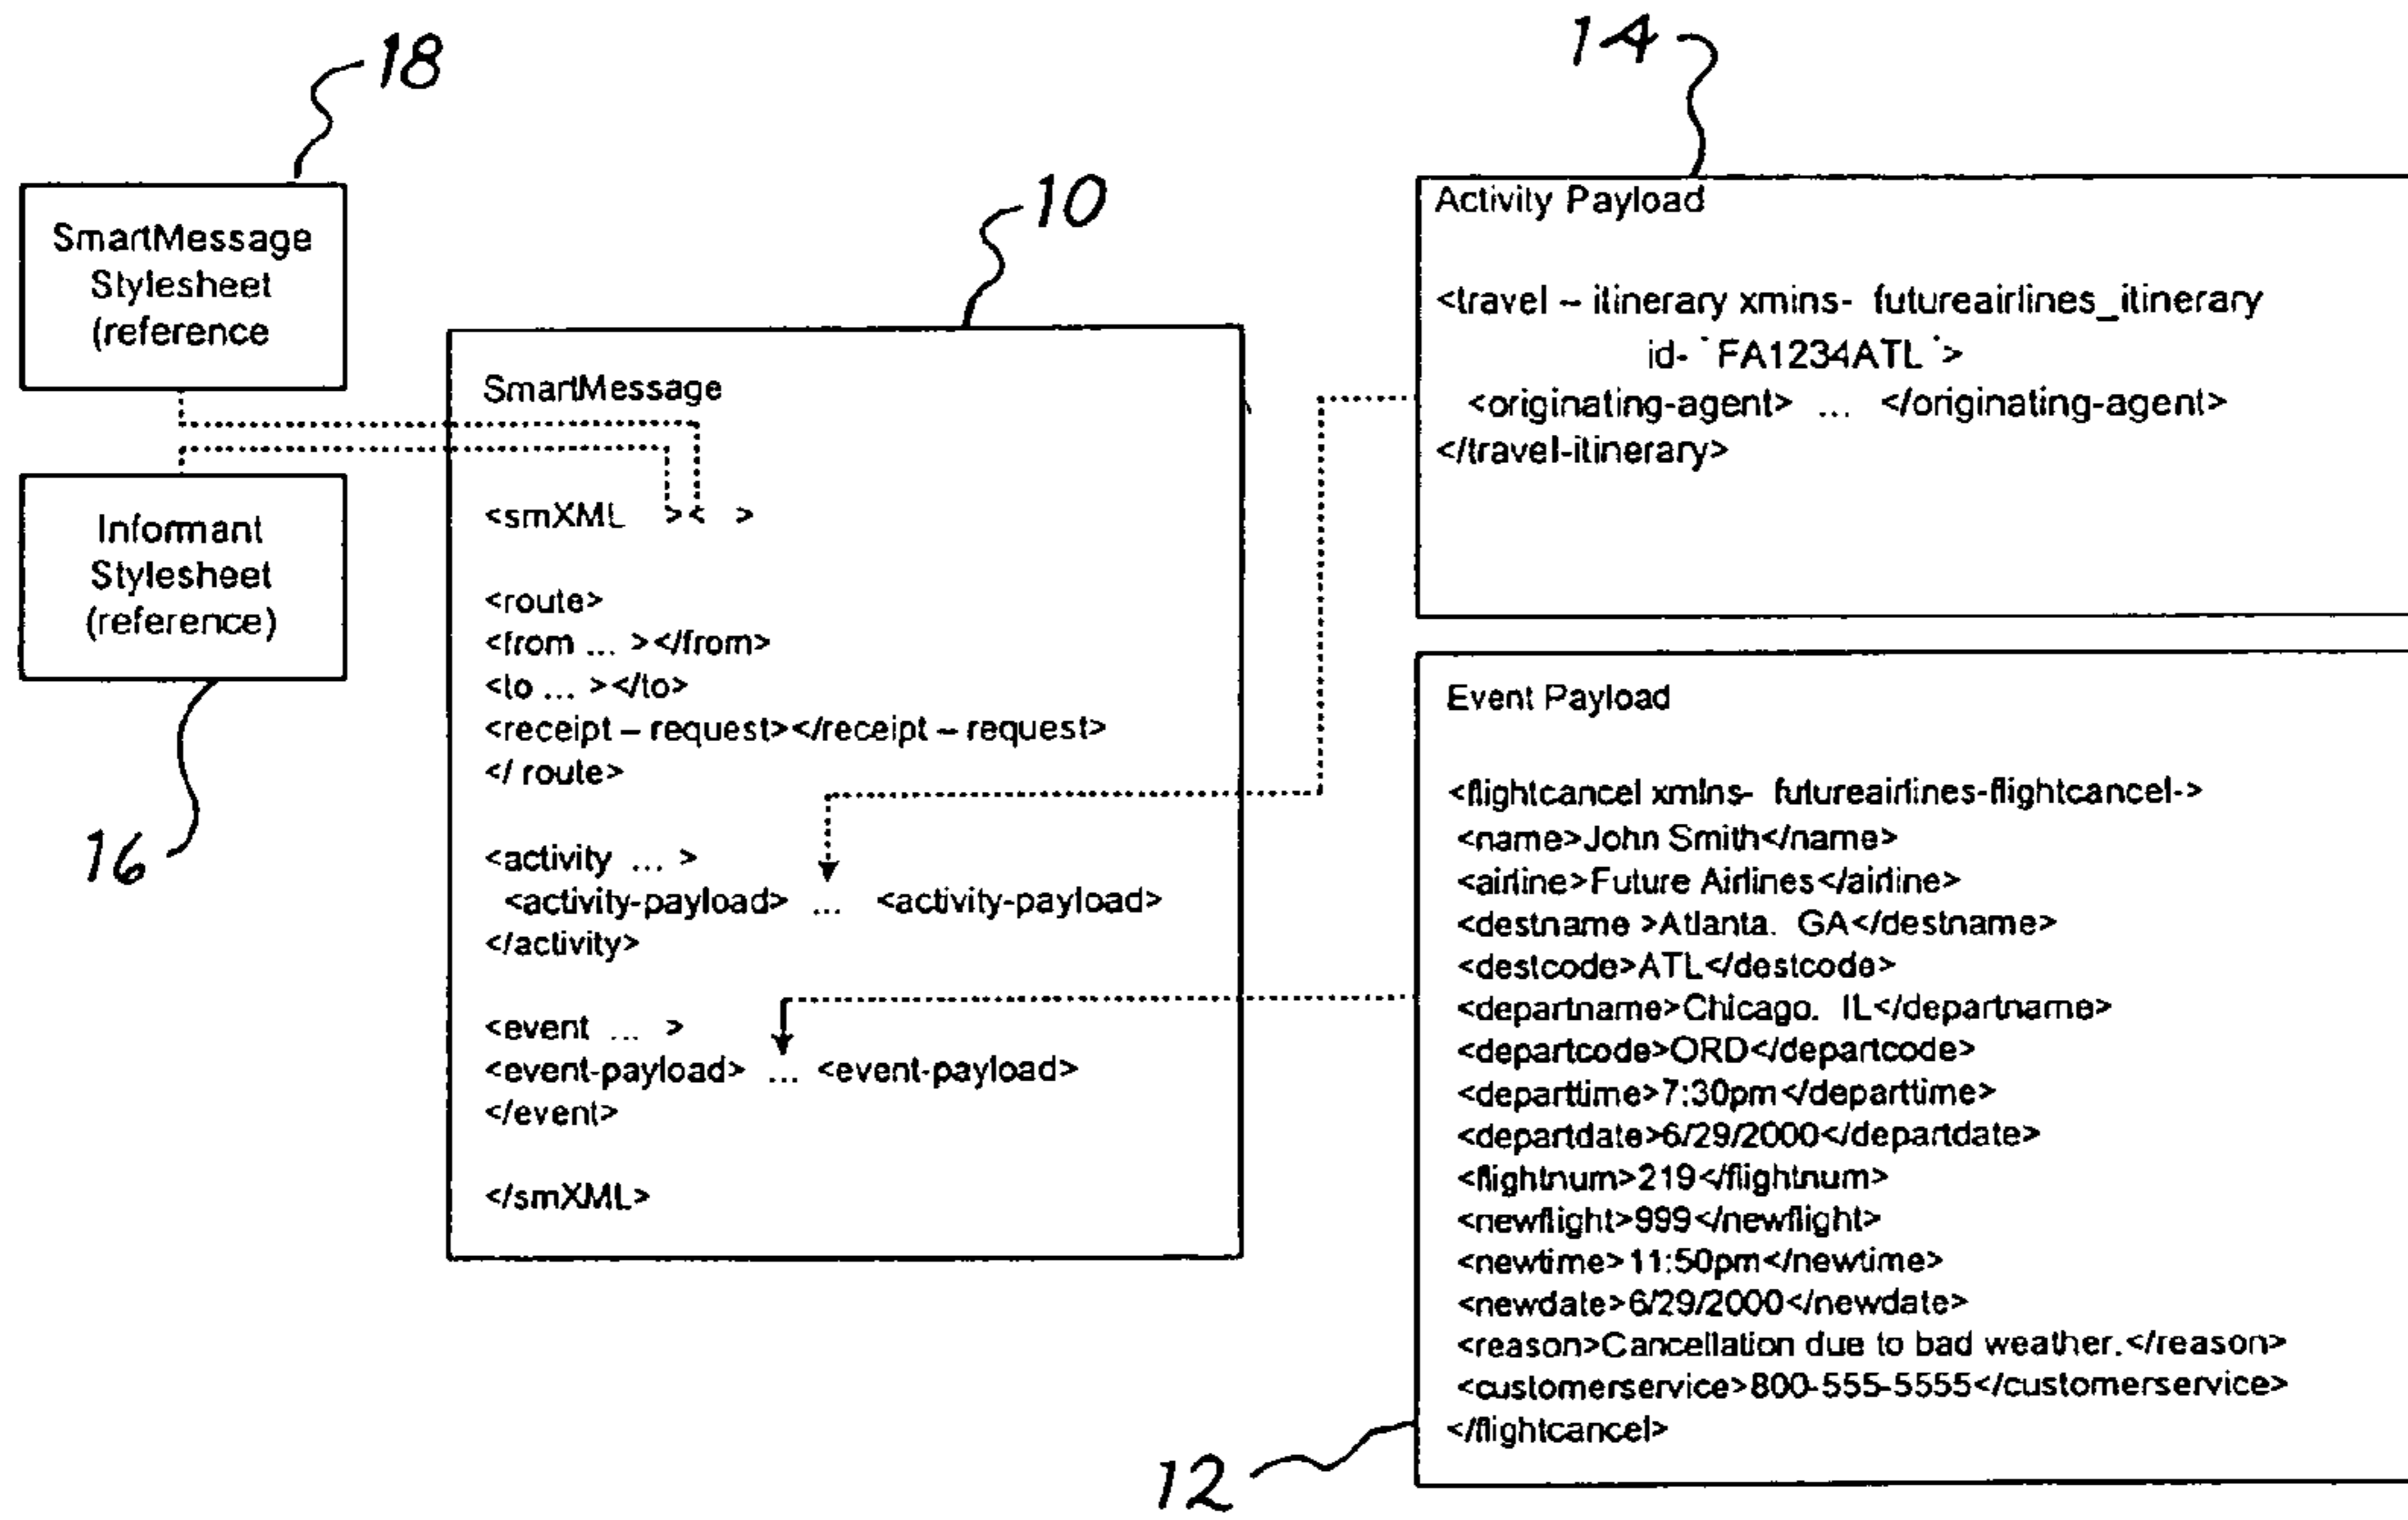 18
SmartMessage
Stylesheet
(reference
Informant
Stylesheet
(reference)
16
10
SmartMessage
<smXML >< >
<route>
<from ... ></from>
<to ... ></to>
<receipt – request></receipt – request>
</ route>
<activity ... >
<activity-payload> ... <activity-payload>
</activity>
<event ... >
<event-payload> ... <event-payload>
</event>
</smXML>
14
Activity Payload
<travel – itinerary xmins- futureairlines_itinerary
id- ` FA1234ATL `>
<originating-agent> ... </originating-agent>
</travel-itinerary>
Event Payload
<flightcancel xmlns- futureairlines-flightcancel->
<name>John Smith</name>
<airline>Future Airlines</airline>
<destname >Atlanta. GA</destname>
<destcode>ATL</destcode>
<departname>Chicago. IL</departname>
<departcode>ORD</departcode>
<departtime>7:30pm</departtime>
<departdate>6/29/2000</departdate>
<flightnum>219</flightnum>
<newflight>999</newflight>
<newtime>11:50pm</newtime>
<newdate>6/29/2000</newdate>
<reason>Cancellation due to bad weather.</reason>
<customerservice>800-555-5555</customerservice>
</flightcancel>
12